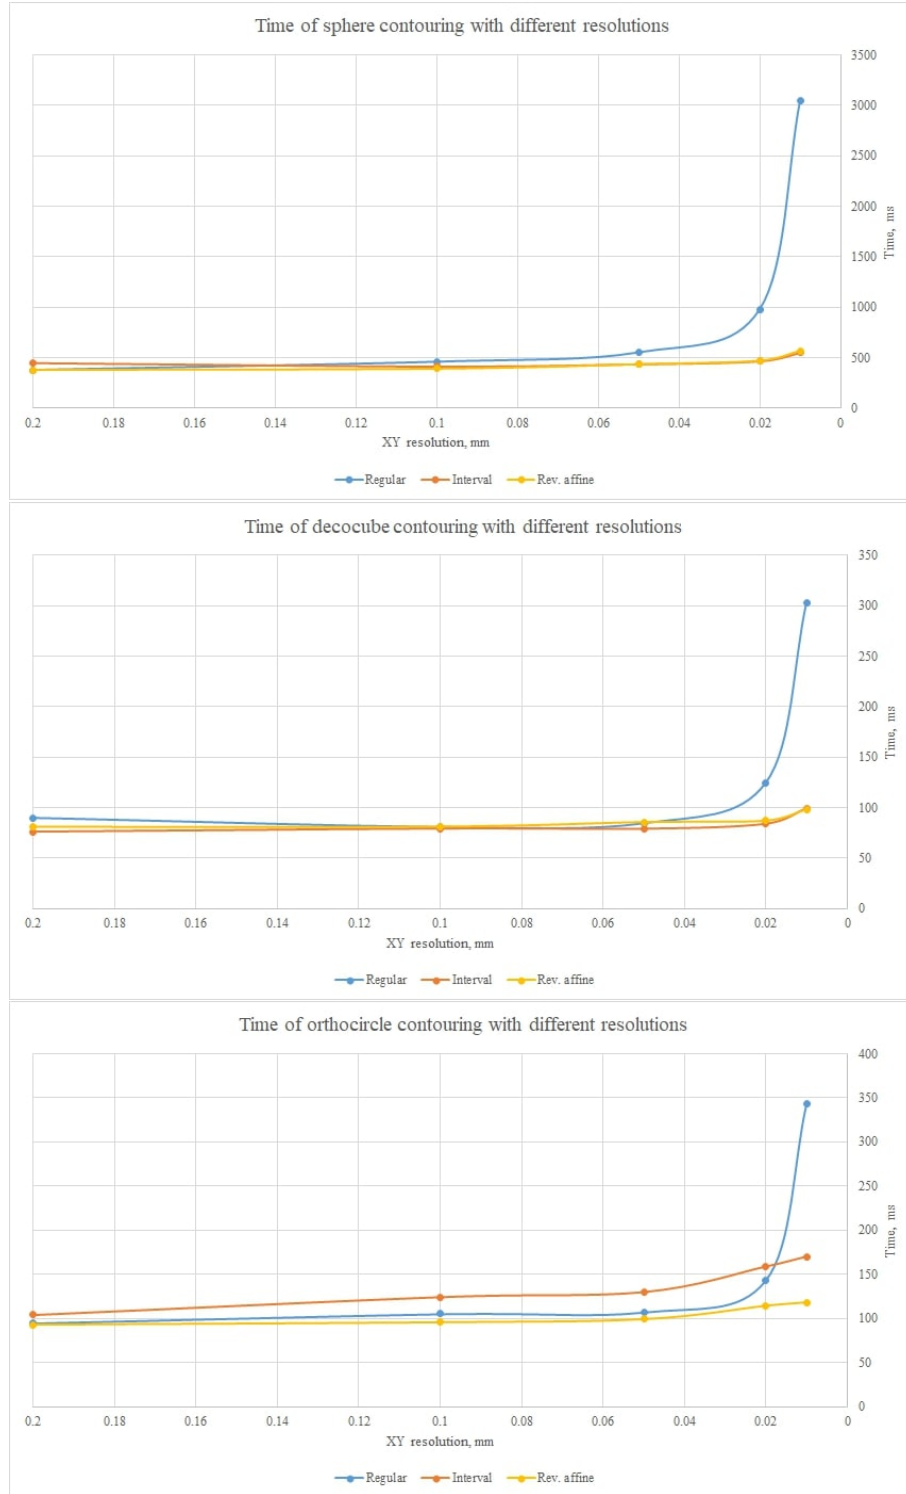 Time of sphere contouring with different resolutions
3500
3000
2500
2000
1500
1000
500
0
Time, ms
0.2 0.18 0.16 0.14 0.12 0.1 0.08 0.06 0.04 0.02 0
XY resolution, mm
Regular Interval Rev. affine
Time of decocube contouring with different resolutions
350
300
250
200
150
100
50
0
Time, ms
0.2 0.18 0.16 0.14 0.12 0.1 0.08 0.06 0.04 0.02 0
XY resolution, mm
Regular Interval Rev. affine
Time of orthocircle contouring with different resolutions
400
350
300
250
200
150
100
50
0
Time, ms
0.2 0.18 0.16 0.14 0.12 0.1 0.08 0.06 0.04 0.02 0
XY resolution, mm
Regular Interval Rev. affine